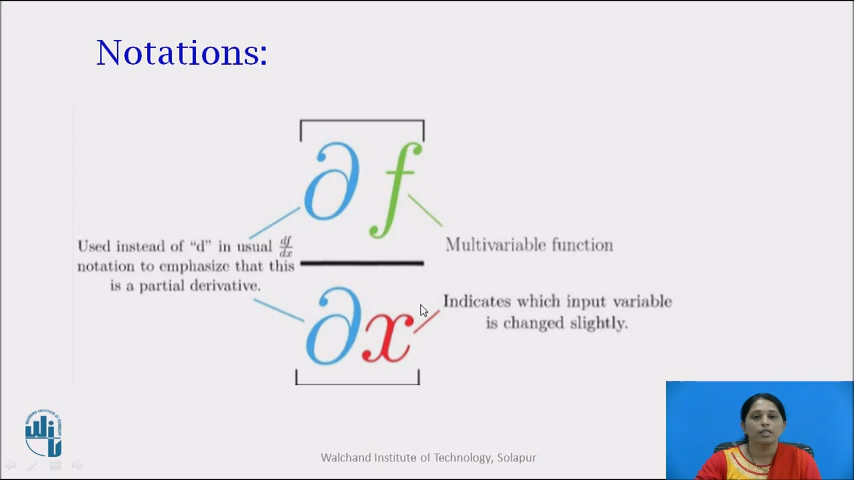 Notations:
∂f
Used instead of “d” in usual df/dx
notation to emphasize that this
is a partial derivative.
Multivariable function
∂x
Indicates which input variable
is changed slightly.
Walchand Institute of Technology, Solapur